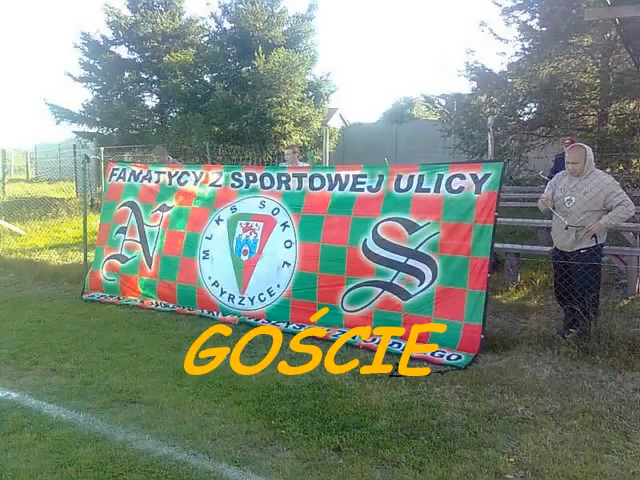 FANATYCY Z SPORTOWEJ ULICY
N
MLKS SOKÓŁ
PYRZYCE
S
GOŚCIE